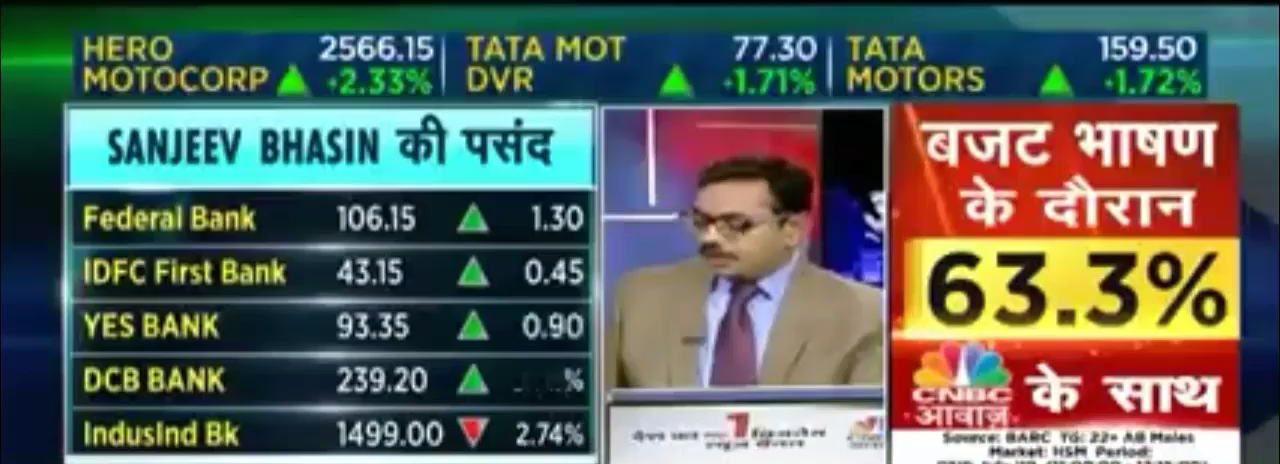 HERO 2566.15
MOTOCORP ▲ +2.33%
TATA MOT 77.30
DVR ▲ +1.71%
TATA 159.50
MOTORS ▲ +1.72%
SANJEEV BHASIN की पसंद
Federal Bank 106.15 ▲ 1.30
IDFC First Bank 43.15 ▲ 0.45
YES BANK 93.35 ▲ 0.90
DCB BANK 239.20 ▲ %
IndusInd Bk 1499.00 ▼ 2.74%
1
बजट भाषण
के दौरान
63.3%
CNBC
आवाज़ के साथ
Source: BARC TG: 22+ AB Males
Market: HSM Period: